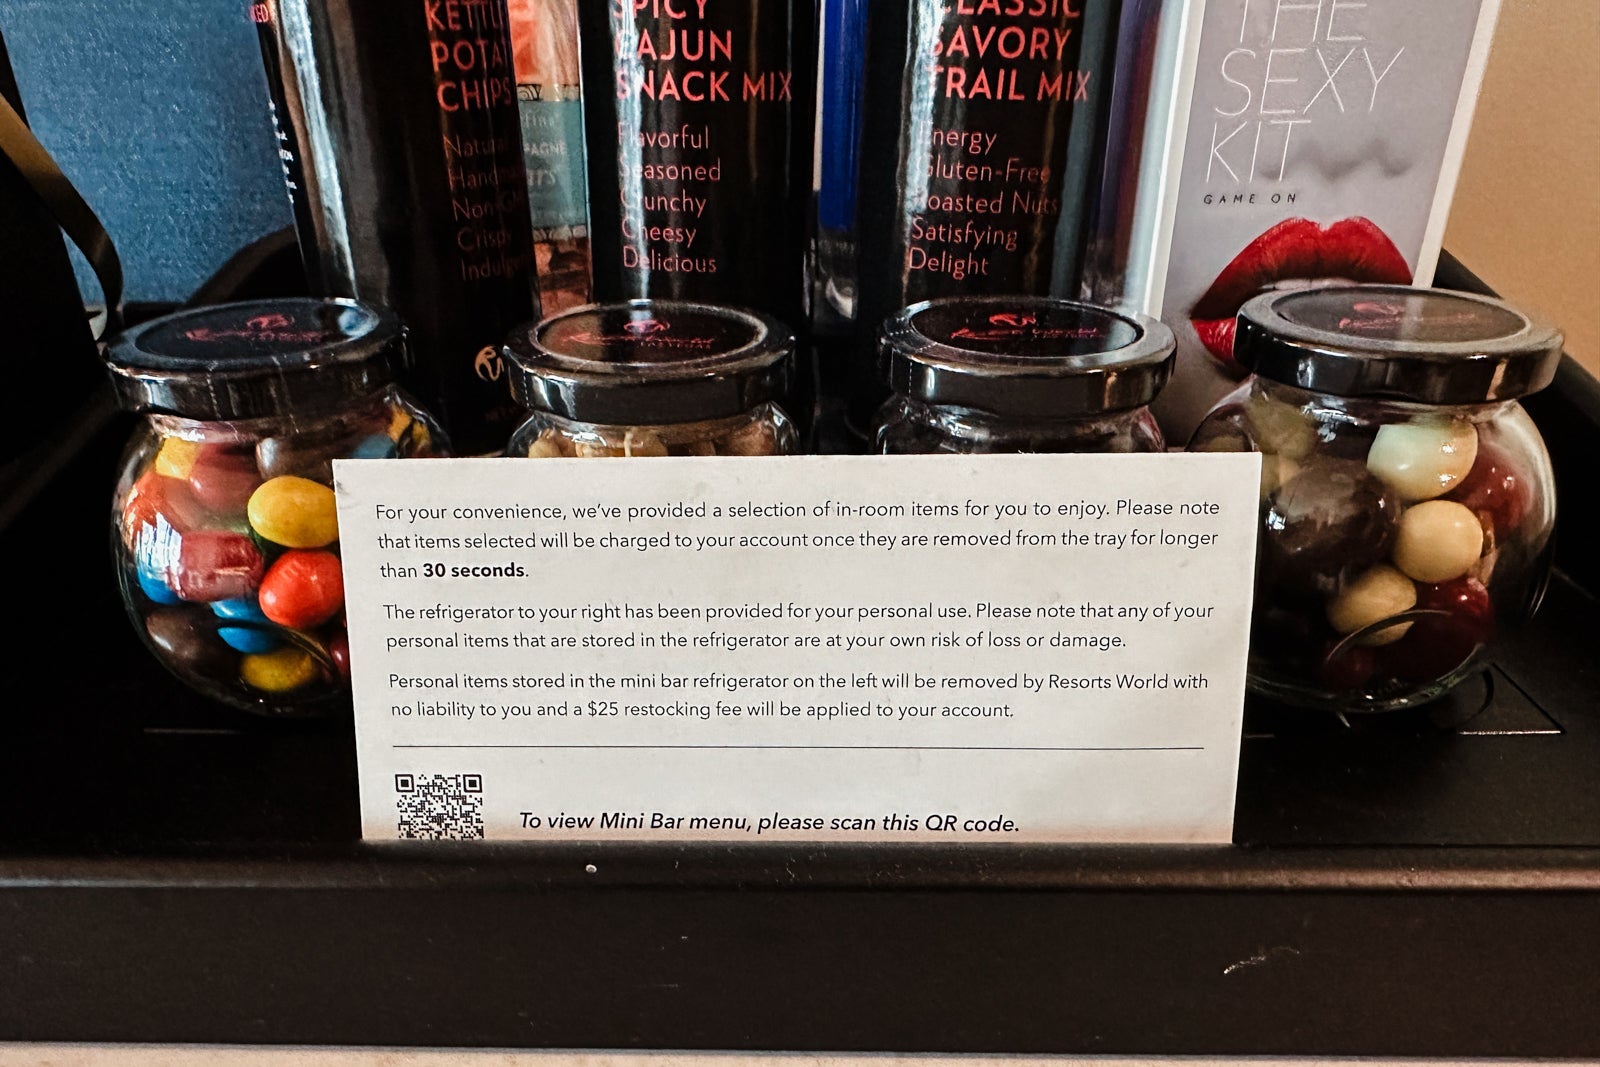 KETTLE
POTA
CHIPS
Natural
Non-G
Crispy
Indulgen
SPICY
CAJUN
SNACK MIX
Flavorful
Seasoned
Crunchy
Cheesy
Delicious
CLASSIC
SAVORY
TRAIL MIX
Energy
Gluten-Free
Roasted Nuts
Satisfying
Delight
THE
SEXY
KIT
GAME ON
For your convenience, we've provided a selection of in-room items for you to enjoy. Please note
that items selected will be charged to your account once they are removed from the tray for longer
than 30 seconds.
The refrigerator to your right has been provided for your personal use. Please note that any of your
personal items that are stored in the refrigerator are at your own risk of loss or damage.
Personal items stored in the mini bar refrigerator on the left will be removed by Resorts World with
no liability to you and a $25 restocking fee will be applied to your account.
To view Mini Bar menu, please scan this QR code.